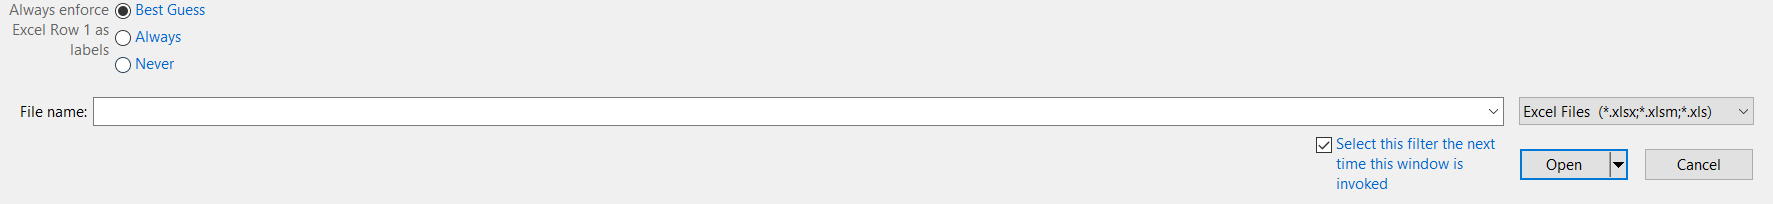 Always enforce
Excel Row 1 as
labels
Best Guess
Always
Never
File name:
Excel Files (*.xlsx;*.xlsm;*.xls)
Select this filter the next
time this window is
invoked
Open
Cancel